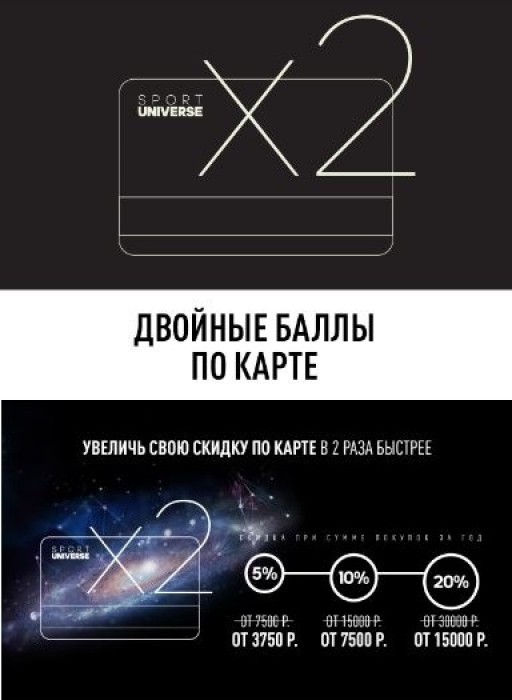 X2
SPORT
UNIVERSE
ДВОЙНЫЕ БАЛЛЫ
ПО КАРТЕ
УВЕЛИЧЬ СВОЮ СКИДКУ ПО КАРТЕ В 2 РАЗА БЫСТРЕЕ
X2
SPORT
UNIVERSE
СКИДКА ПРИ СУММЕ ПОКУПОК ЗА ГОД
5% 10% 20%
ОТ 7500 Р. ОТ 15000 Р. ОТ 30000 Р.
ОТ 3750 Р. ОТ 7500 Р. ОТ 15000 Р.